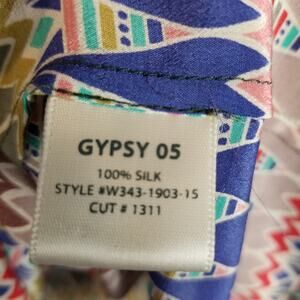 GYPSY 05
100% SILK
STYLE #W343-1903-15
CUT # 1311